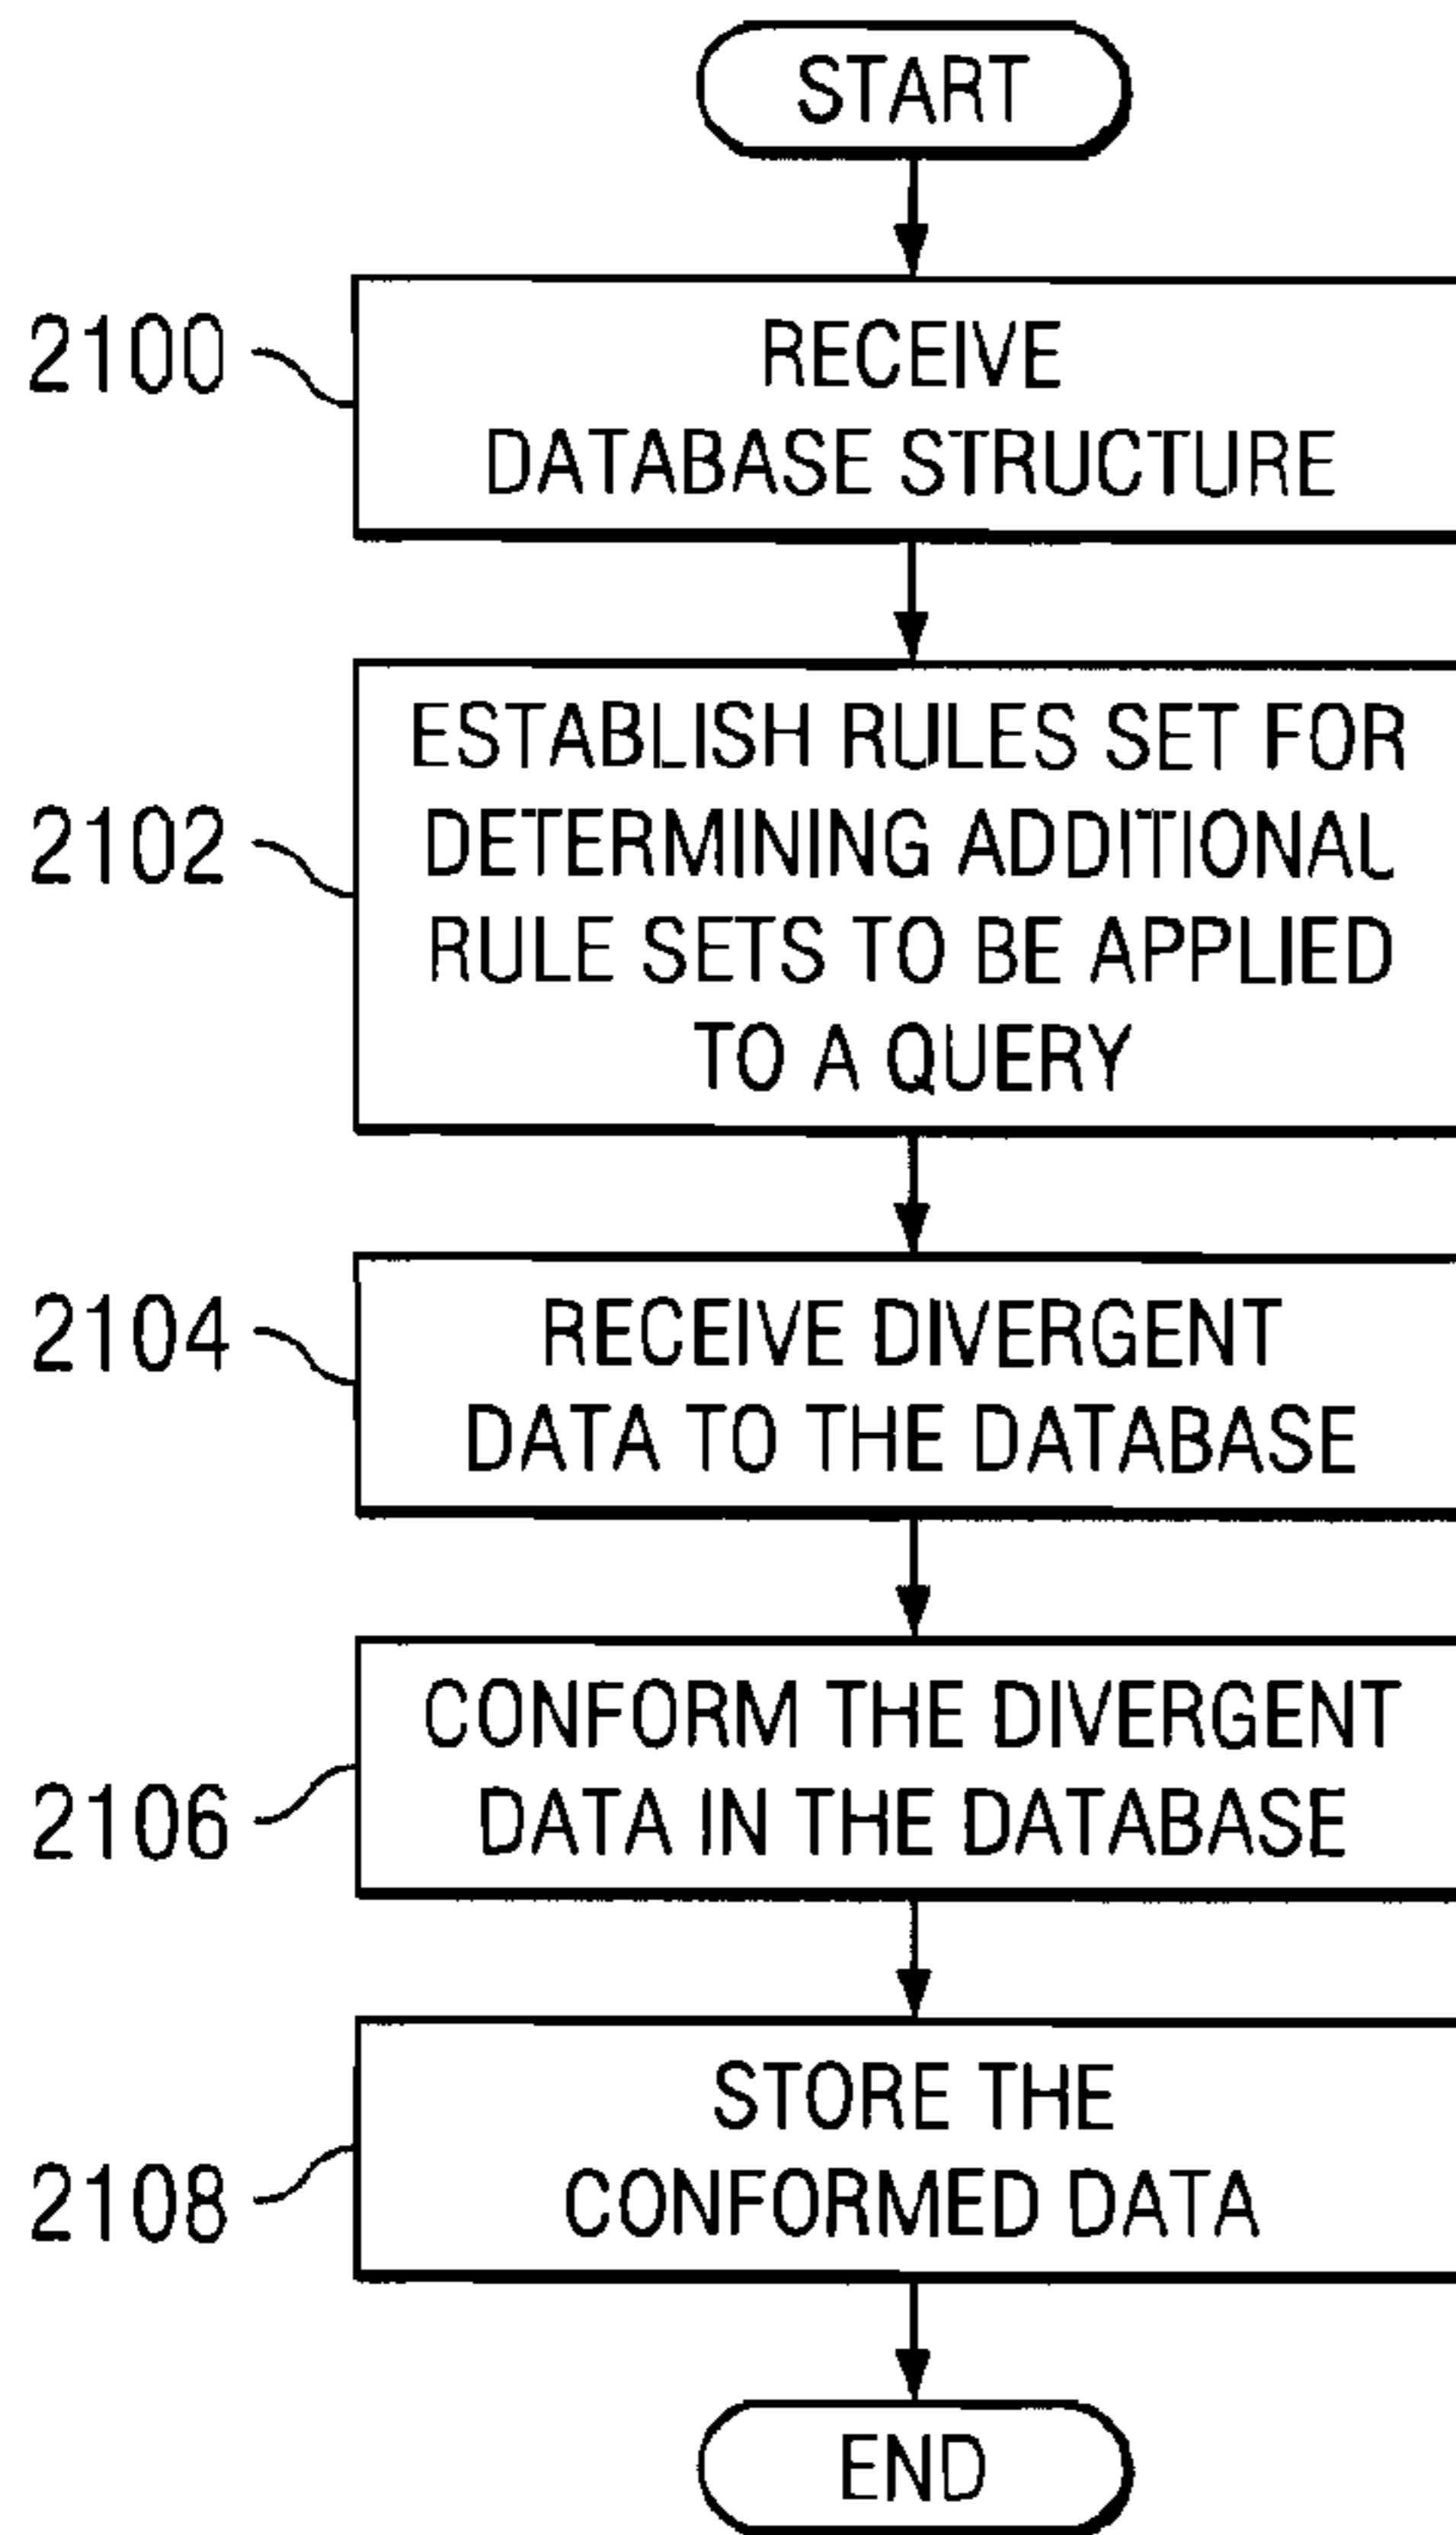 START
2100
RECEIVE
DATABASE STRUCTURE
2102
ESTABLISH RULES SET FOR
DETERMINING ADDITIONAL
RULE SETS TO BE APPLIED
TO A QUERY
2104
RECEIVE DIVERGENT
DATA TO THE DATABASE
2106
CONFORM THE DIVERGENT
DATA IN THE DATABASE
2108
STORE THE
CONFORMED DATA
END